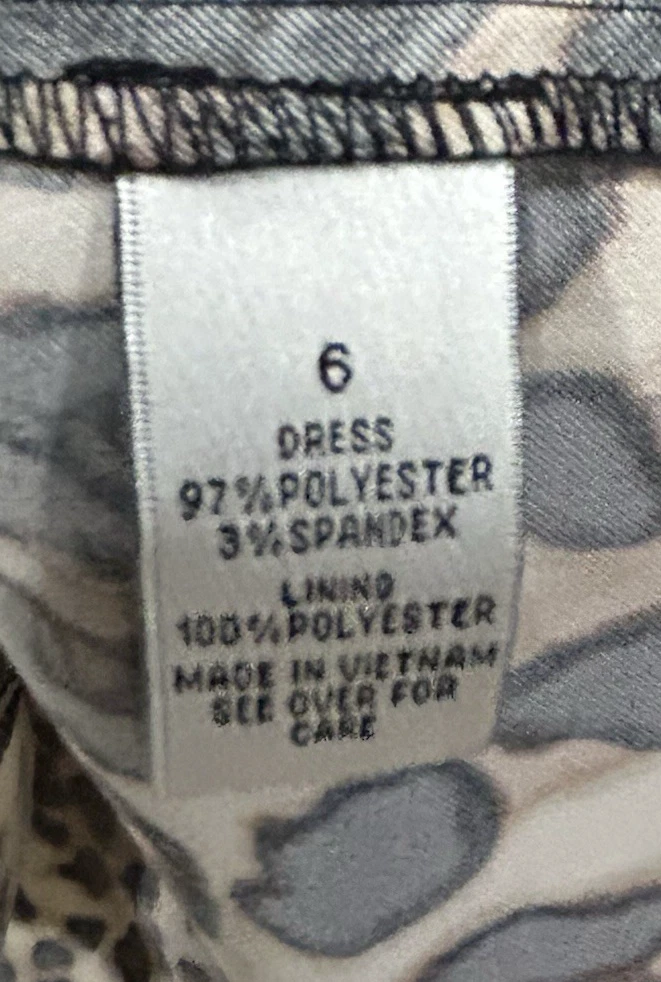 6
DRESS
97%POLYESTER
3%SPANDEX
LINING
100%POLYESTER
MADE IN VIETNAM
SEE OVER FOR
CARE